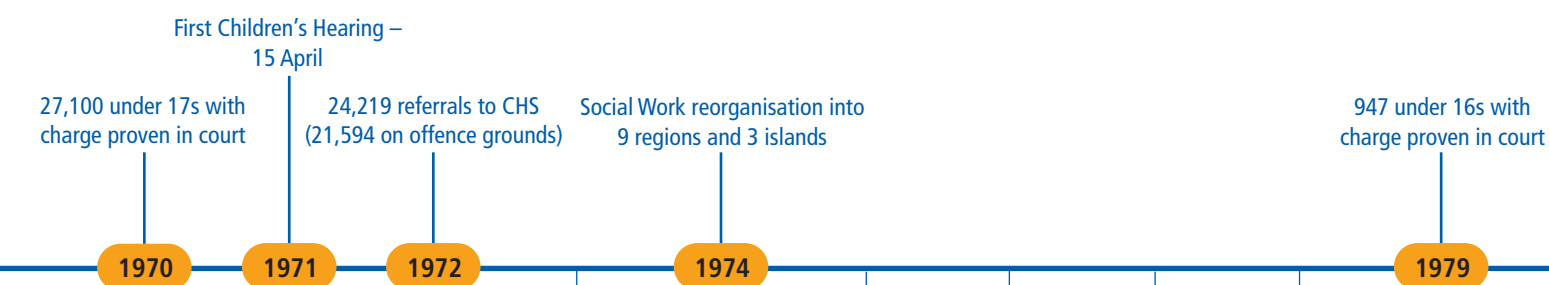 First Children's Hearing –
15 April
27,100 under 17s with
charge proven in court
24,219 referrals to CHS
(21,594 on offence grounds)
Social Work reorganisation into
9 regions and 3 islands
947 under 16s with
charge proven in court
1970
1971
1972
1974
1979